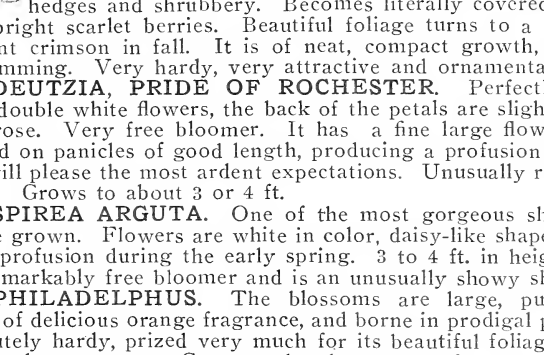 hedges and shrubbery. Becomes literally covered
bright scarlet berries. Beautiful foliage turns to a
nt crimson in fall. It is of neat, compact growth,
mming. Very hardy, very attractive and ornamenta
DEUTZIA, PRIDE OF ROCHESTER. Perfectl
double white flowers, the back of the petals are sligh
rose. Very free bloomer. It has a fine large flow
d on panicles of good length, producing a profusion
ill please the most ardent expectations. Unusually r
Grows to about 3 or 4 ft.
SPIREA ARGUTA. One of the most gorgeous sh
e grown. Flowers are white in color, daisy-like shape
profusion during the early spring. 3 to 4 ft. in heig
markably free bloomer and is an unusually showy sh
PHILADELPHUS. The blossoms are large, pu
of delicious orange fragrance, and borne in prodigal p
utely hardy, prized very much for its beautiful foliag